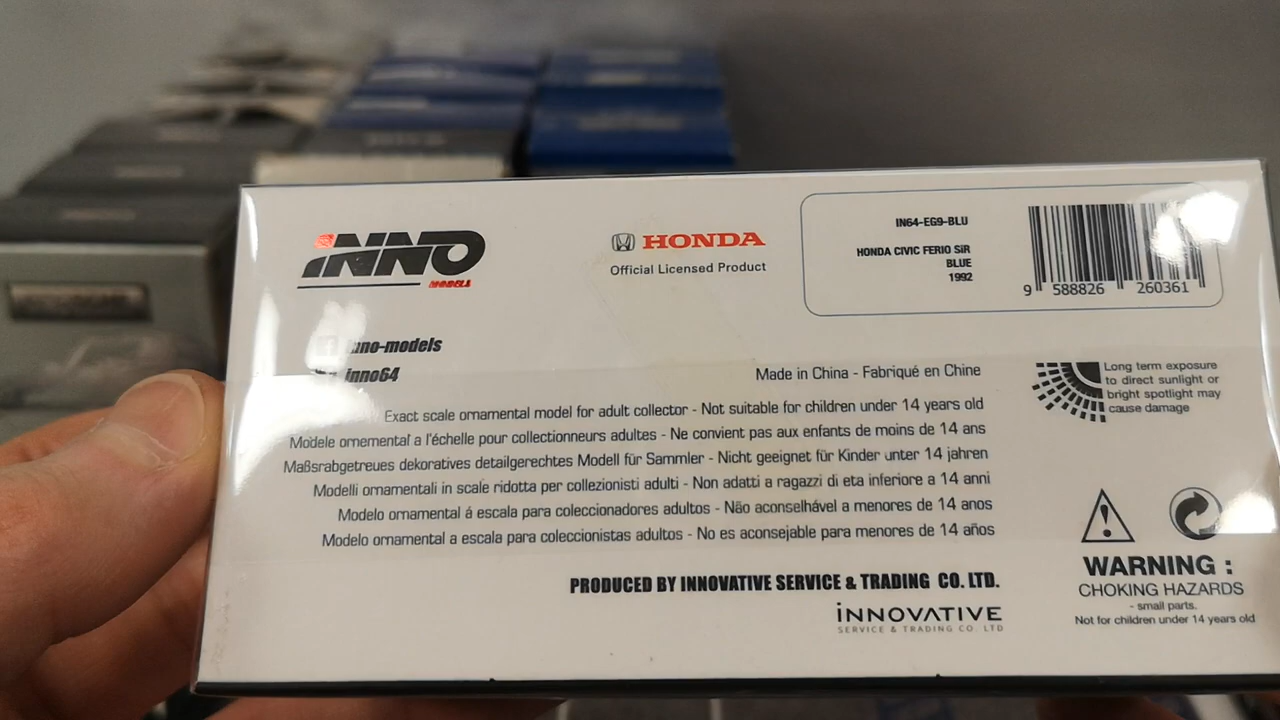 INNO
MODELS
HONDA
Official Licensed Product
IN64-EG9-BLU
HONDA CIVIC FERIO SiR
BLUE
1992
9 588826 260361
inno-models
inno64
Made in China - Fabriqué en Chine
Long term exposure
to direct sunlight or
bright spotlight may
cause damage
Exact scale ornamental model for adult collector - Not suitable for children under 14 years old
Modele ornemental a l'échelle pour collectionneurs adultes - Ne convient pas aux enfants de moins de 14 ans
Maßsrabgetreues dekoratives detailgerechtes Modell für Sammler - Nicht geeignet für Kinder unter 14 jahren
Modelli ornamentali in scale ridotta per collezionisti adulti - Non adatti a ragazzi di eta inferiore a 14 anni
Modelo ornamental á escala para coleccionadores adultos - Não aconselhável a menores de 14 anos
Modelo ornamental a escala para coleccionistas adultos - No es aconsejable para menores de 14 años
PRODUCED BY INNOVATIVE SERVICE & TRADING CO. LTD.
INNOVATIVE
SERVICE & TRADING CO. LTD
WARNING :
CHOKING HAZARDS
- small parts.
Not for children under 14 years old